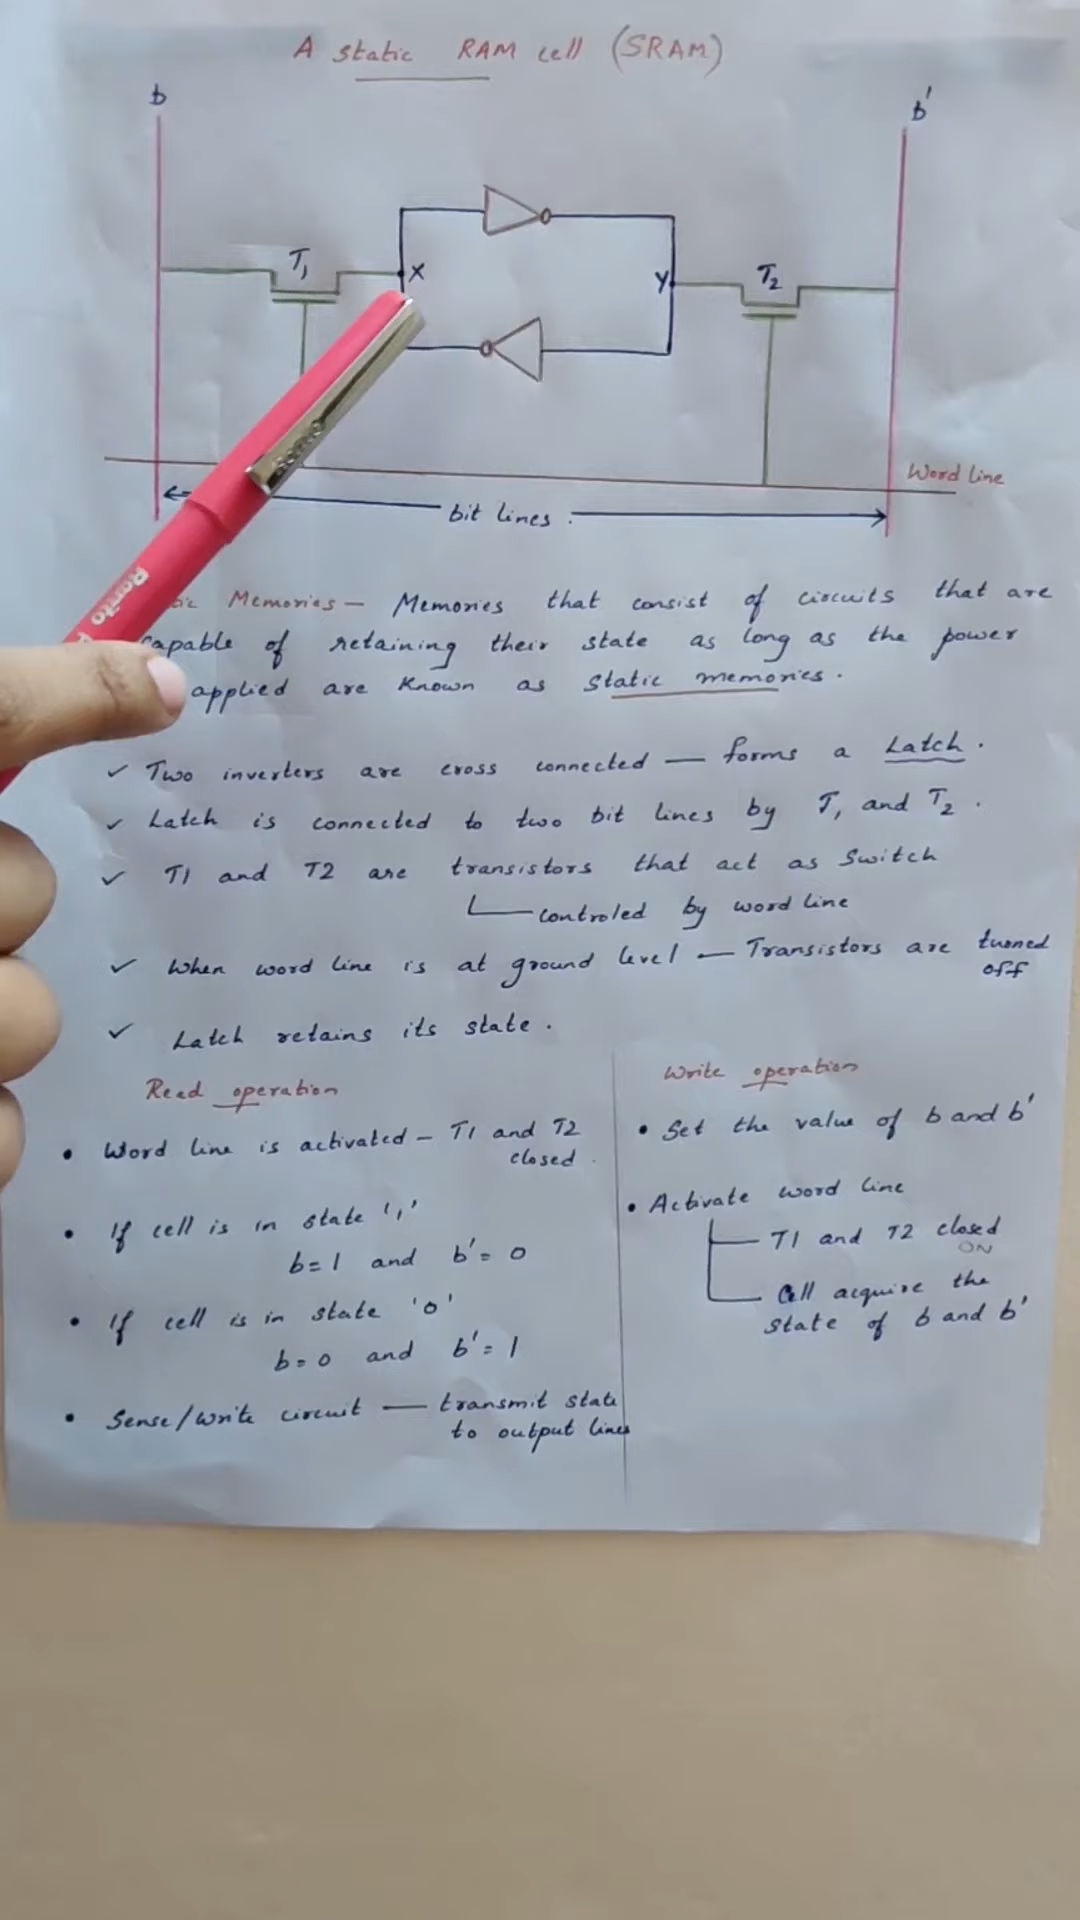 A static RAM cell (SRAM)
b
b'
T1
X
Y
T2
Word line
bit lines
Memories — Memories that consist of circuits that are
capable of retaining their state as long as the power
applied are known as static memories.
✓ Two inverters are cross connected — forms a Latch.
✓ Latch is connected to two bit lines by T1 and T2.
✓ T1 and T2 are transistors that act as switch
controled by word line
✓ When word line is at ground level — Transistors are turned
off
✓ Latch retains its state.
Read operation
• Word line is activated — T1 and T2
closed.
• If cell is in state '1'
b=1 and b'=0
• If cell is in state '0'
b=0 and b'=1
• Sense/Write circuit — transmit state
to output lines
Write operation
• Set the value of b and b'
• Activate word line
T1 and T2 closed
ON
Cell acquire the
state of b and b'